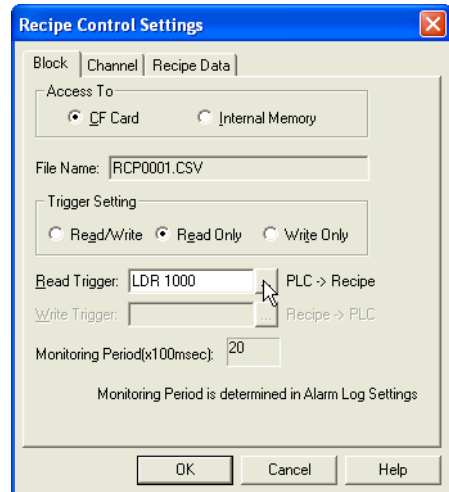 Recipe Control Settings
Block Channel Recipe Data
Access To
CF Card Internal Memory
File Name: RCP0001.CSV
Trigger Setting
Read/Write Read Only Write Only
Read Trigger: LDR 1000 PLC -> Recipe
Write Trigger: ... Recipe -> PLC
Monitoring Period(x100msec): 20
Monitoring Period is determined in Alarm Log Settings
OK Cancel Help